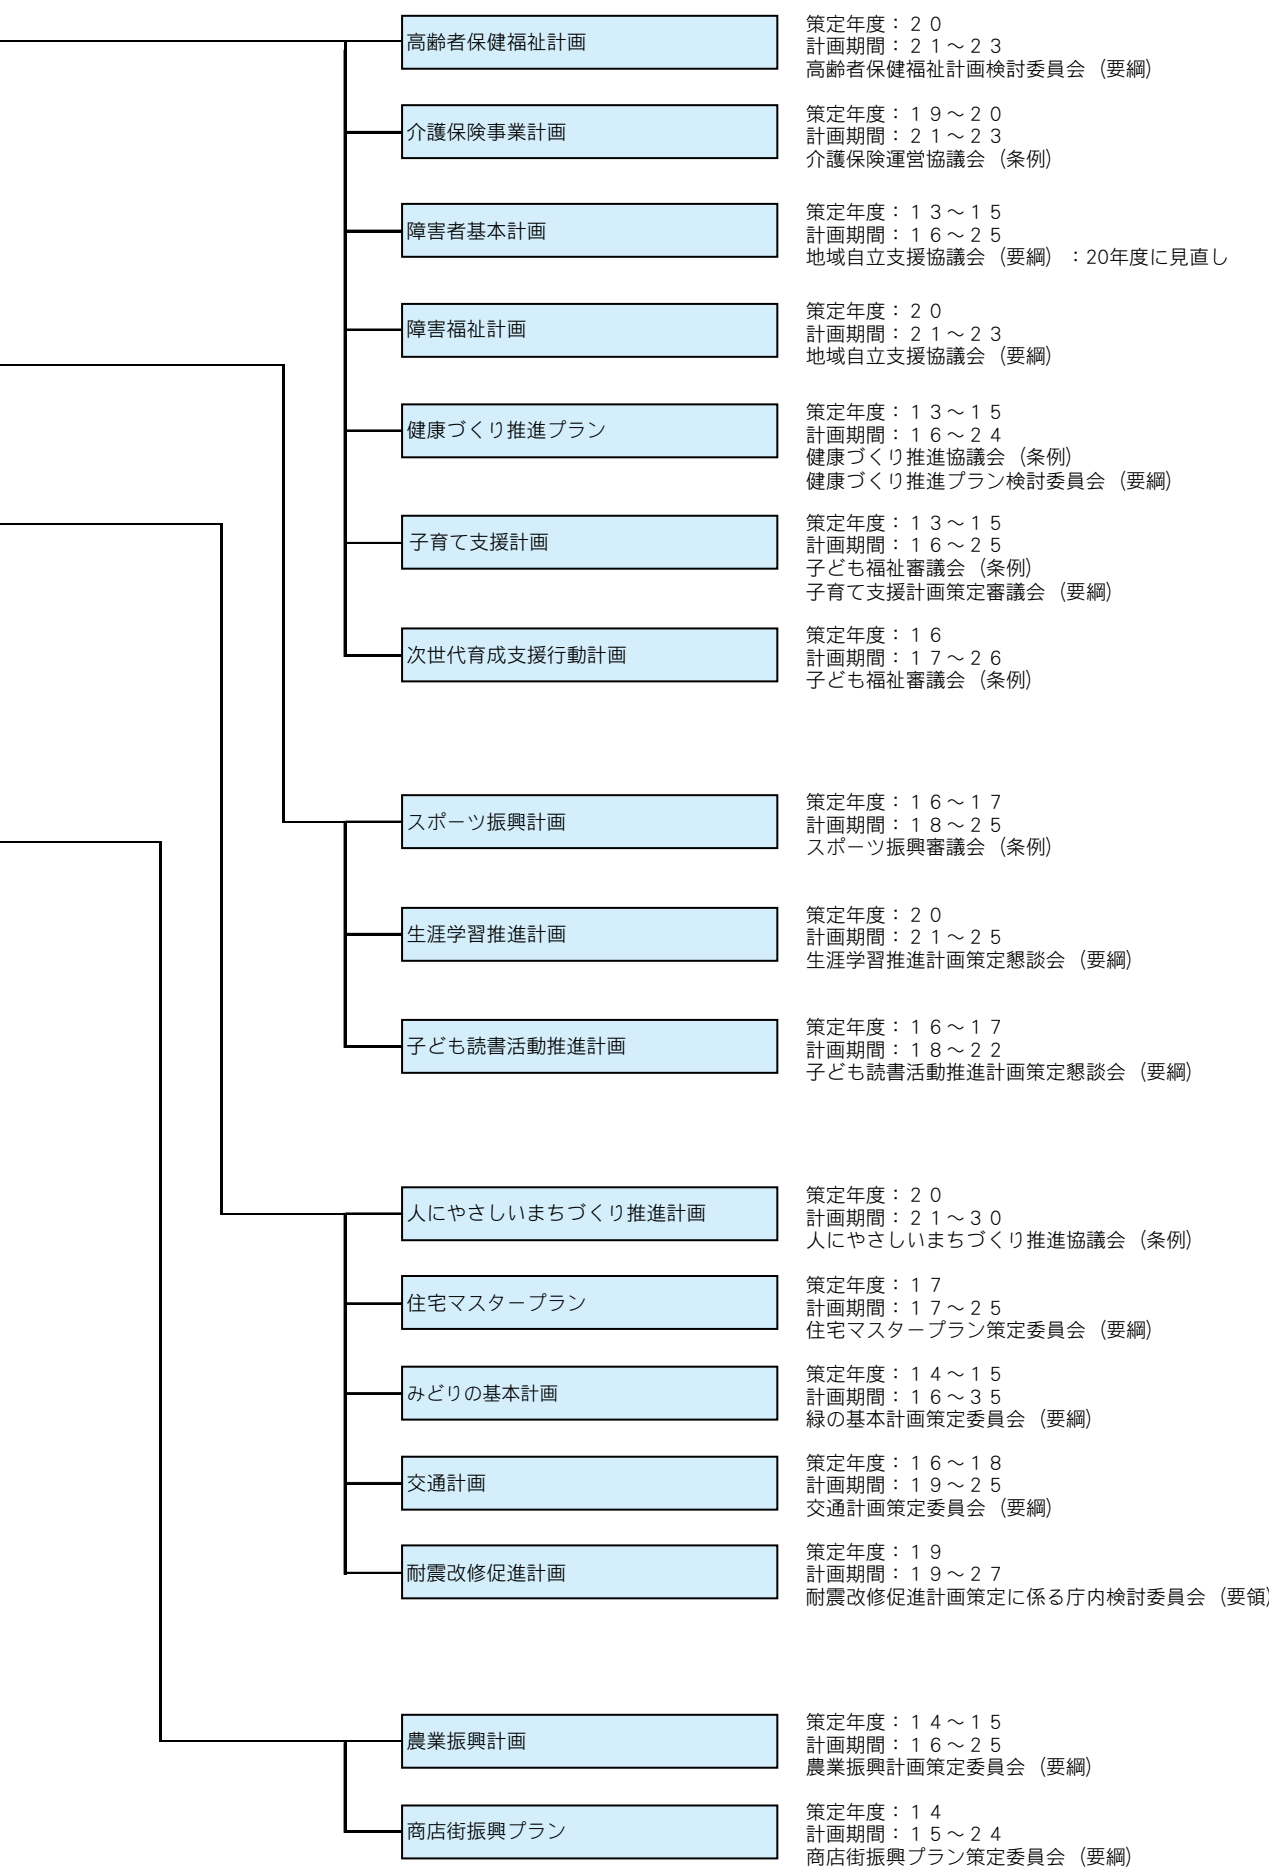 高齢者保健福祉計画
策定年度：２０
計画期間：２１～２３
高齢者保健福祉計画検討委員会（要綱）
介護保険事業計画
策定年度：１９～２０
計画期間：２１～２３
介護保険運営協議会（条例）
障害者基本計画
策定年度：１３～１５
計画期間：１６～２５
地域自立支援協議会（要綱）：20年度に見直し
障害福祉計画
策定年度：２０
計画期間：２１～２３
地域自立支援協議会（要綱）
健康づくり推進プラン
策定年度：１３～１５
計画期間：１６～２４
健康づくり推進協議会（条例）
健康づくり推進プラン検討委員会（要綱）
子育て支援計画
策定年度：１３～１５
計画期間：１６～２５
子ども福祉審議会（条例）
子育て支援計画策定審議会（要綱）
次世代育成支援行動計画
策定年度：１６
計画期間：１７～２６
子ども福祉審議会（条例）
スポーツ振興計画
策定年度：１６～１７
計画期間：１８～２５
スポーツ振興審議会（条例）
生涯学習推進計画
策定年度：２０
計画期間：２１～２５
生涯学習推進計画策定懇談会（要綱）
子ども読書活動推進計画
策定年度：１６～１７
計画期間：１８～２２
子ども読書活動推進計画策定懇談会（要綱）
人にやさしいまちづくり推進計画
策定年度：２０
計画期間：２１～３０
人にやさしいまちづくり推進協議会（条例）
住宅マスタープラン
策定年度：１７
計画期間：１７～２５
住宅マスタープラン策定委員会（要綱）
みどりの基本計画
策定年度：１４～１５
計画期間：１６～３５
緑の基本計画策定委員会（要綱）
交通計画
策定年度：１６～１８
計画期間：１９～２５
交通計画策定委員会（要綱）
耐震改修促進計画
策定年度：１９
計画期間：１９～２７
耐震改修促進計画策定に係る庁内検討委員会（要領）
農業振興計画
策定年度：１４～１５
計画期間：１６～２５
農業振興計画策定委員会（要綱）
商店街振興プラン
策定年度：１４
計画期間：１５～２４
商店街振興プラン策定委員会（要綱）